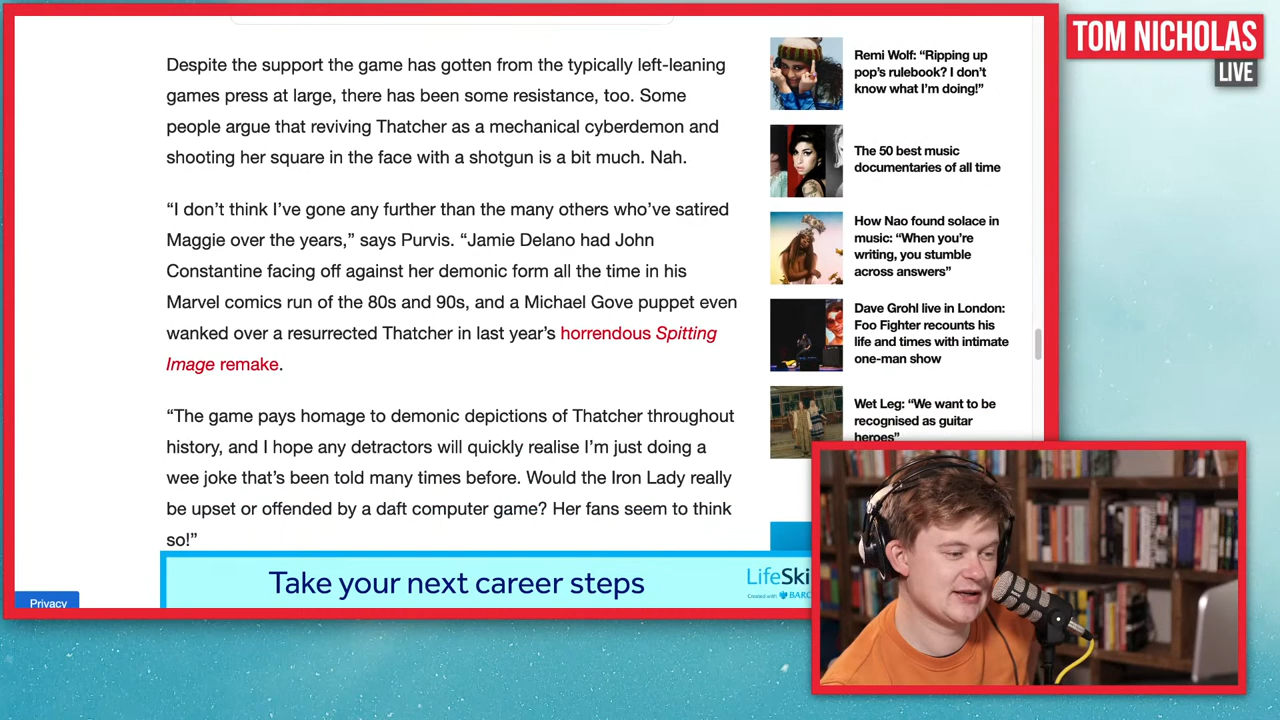 TOM NICHOLAS
LIVE
Despite the support the game has gotten from the typically left-leaning
games press at large, there has been some resistance, too. Some
people argue that reviving Thatcher as a mechanical cyberdemon and
shooting her square in the face with a shotgun is a bit much. Nah.
“I don’t think I’ve gone any further than the many others who’ve satired
Maggie over the years,” says Purvis. “Jamie Delano had John
Constantine facing off against her demonic form all the time in his
Marvel comics run of the 80s and 90s, and a Michael Gove puppet even
wanked over a resurrected Thatcher in last year’s horrendous Spitting
Image remake.
“The game pays homage to demonic depictions of Thatcher throughout
history, and I hope any detractors will quickly realise I’m just doing a
wee joke that’s been told many times before. Would the Iron Lady really
be upset or offended by a daft computer game? Her fans seem to think
so!”
Remi Wolf: “Ripping up
pop’s rulebook? I don’t
know what I’m doing!”
The 50 best music
documentaries of all time
How Nao found solace in
music: “When you’re
writing, you stumble
across answers”
Dave Grohl live in London:
Foo Fighter recounts his
life and times with intimate
one-man show
Wet Leg: “We want to be
recognised as guitar
heroes”
Take your next career steps
LifeSki
Created with BARC
Privacy